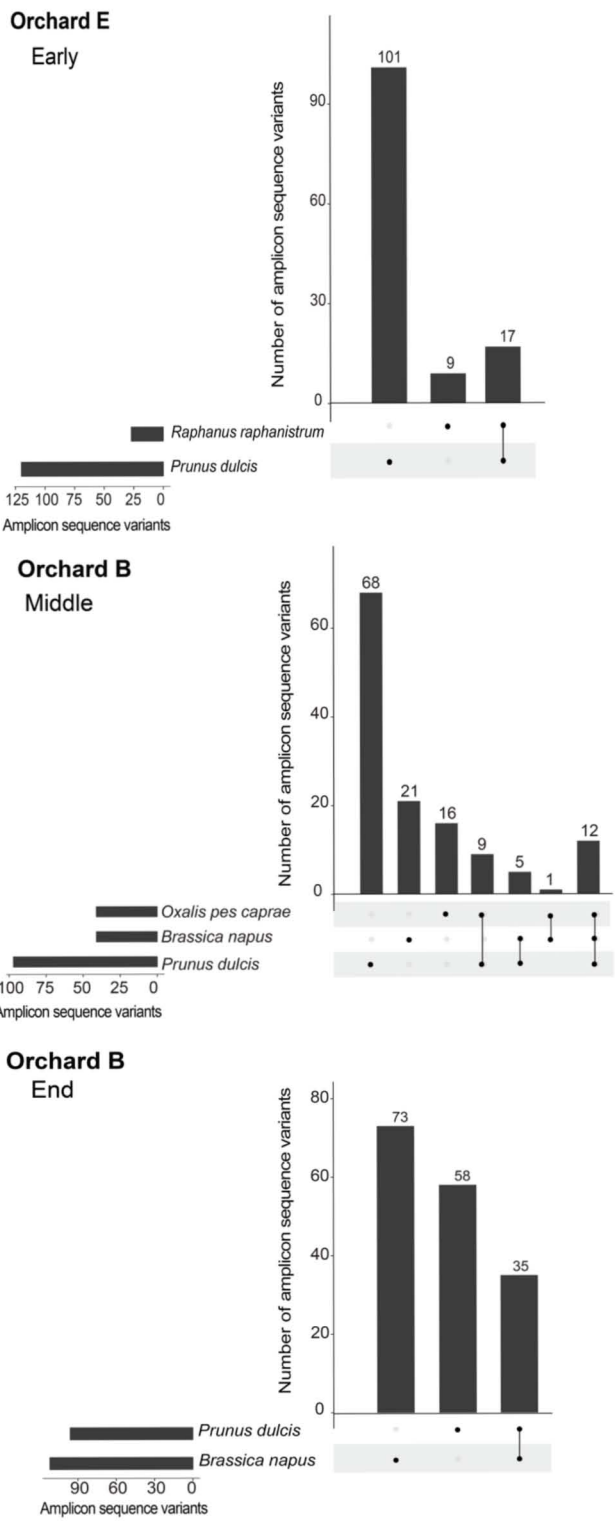 Orchard E
Early
Number of amplicon sequence variants
90
60
30
0
101
9
17
Raphanus raphanistrum
Prunus dulcis
125 100 75 50 25 0
Amplicon sequence variants
Orchard B
Middle
Number of amplicon sequence variants
60
40
20
0
68
21
16
9
5
1
12
Oxalis pes caprae
Brassica napus
Prunus dulcis
100 75 50 25 0
Amplicon sequence variants
Orchard B
End
Number of amplicon sequence variants
80
60
40
20
0
73
58
35
Prunus dulcis
Brassica napus
90 60 30 0
Amplicon sequence variants